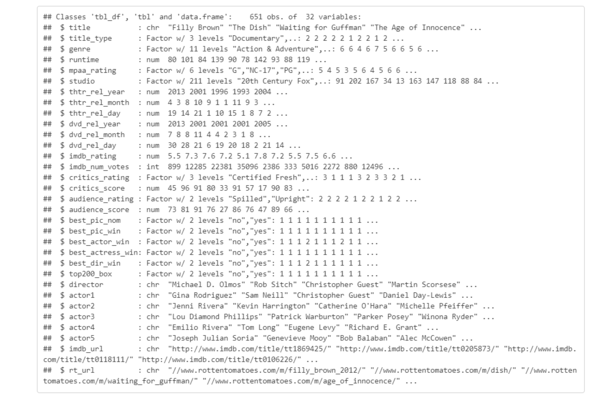 ## Classes 'tbl_df', 'tbl' and 'data.frame':    651 obs. of  32 variables:
##  $ title           : chr  "Filly Brown" "The Dish" "Waiting for Guffman" "The Age of Innocence" ...
##  $ title_type      : Factor w/ 3 levels "Documentary",..: 2 2 2 2 2 1 2 2 1 2 ...
##  $ genre           : Factor w/ 11 levels "Action & Adventure",..: 6 6 4 6 7 5 6 6 5 6 ...
##  $ runtime         : num  80 101 84 139 90 78 142 93 88 119 ...
##  $ mpaa_rating     : Factor w/ 6 levels "G","NC-17","PG",..: 5 4 5 3 5 6 4 5 6 6 ...
##  $ studio          : Factor w/ 211 levels "20th Century Fox",..: 91 202 167 34 13 163 147 118 88 84 ...
##  $ thtr_rel_year   : num  2013 2001 1996 1993 2004 ...
##  $ thtr_rel_month  : num  4 3 8 10 9 1 1 11 9 3 ...
##  $ thtr_rel_day    : num  19 14 21 1 10 15 1 8 7 2 ...
##  $ dvd_rel_year    : num  2013 2001 2001 2001 2005 ...
##  $ dvd_rel_month   : num  7 8 8 11 4 4 2 3 1 8 ...
##  $ dvd_rel_day     : num  30 28 21 6 19 20 18 2 21 14 ...
##  $ imdb_rating     : num  5.5 7.3 7.6 7.2 5.1 7.8 7.2 5.5 7.5 6.6 ...
##  $ imdb_num_votes  : int  899 12285 22381 35096 2386 333 5016 2272 880 12496 ...
##  $ critics_rating  : Factor w/ 3 levels "Certified Fresh",..: 3 1 1 1 3 2 3 3 2 1 ...
##  $ critics_score   : num  45 96 91 80 33 91 57 17 90 83 ...
##  $ audience_rating : Factor w/ 2 levels "Spilled","Upright": 2 2 2 2 1 2 2 1 2 2 ...
##  $ audience_score  : num  73 81 91 76 27 86 76 47 89 66 ...
##  $ best_pic_nom    : Factor w/ 2 levels "no","yes": 1 1 1 1 1 1 1 1 1 1 ...
##  $ best_pic_win    : Factor w/ 2 levels "no","yes": 1 1 1 1 1 1 1 1 1 1 ...
##  $ best_actor_win  : Factor w/ 2 levels "no","yes": 1 1 1 2 1 1 1 2 1 1 ...
##  $ best_actress_win: Factor w/ 2 levels "no","yes": 1 1 1 1 1 1 1 1 1 1 ...
##  $ best_dir_win    : Factor w/ 2 levels "no","yes": 1 1 1 2 1 1 1 1 1 1 ...
##  $ top200_box      : Factor w/ 2 levels "no","yes": 1 1 1 1 1 1 1 1 1 1 ...
##  $ director        : chr  "Michael D. Olmos" "Rob Sitch" "Christopher Guest" "Martin Scorsese" ...
##  $ actor1          : chr  "Gina Rodriguez" "Sam Neill" "Christopher Guest" "Daniel Day-Lewis" ...
##  $ actor2          : chr  "Jenni Rivera" "Kevin Harrington" "Catherine O'Hara" "Michelle Pfeiffer" ...
##  $ actor3          : chr  "Lou Diamond Phillips" "Patrick Warburton" "Parker Posey" "Winona Ryder" ...
##  $ actor4          : chr  "Emilio Rivera" "Tom Long" "Eugene Levy" "Richard E. Grant" ...
##  $ actor5          : chr  "Joseph Julian Soria" "Genevieve Mooy" "Bob Balaban" "Alec McCowen" ...
##  $ imdb_url        : chr  "http://www.imdb.com/title/tt1869425/" "http://www.imdb.com/title/tt0205873/" "http://www.imdb.
com/title/tt0118111/" "http://www.imdb.com/title/tt0106226/" ...
##  $ rt_url          : chr  "//www.rottentomatoes.com/m/filly_brown_2012/" "//www.rottentomatoes.com/m/dish/" "//www.rotten
tomatoes.com/m/waiting_for_guffman/" "//www.rottentomatoes.com/m/age_of_innocence/" ...